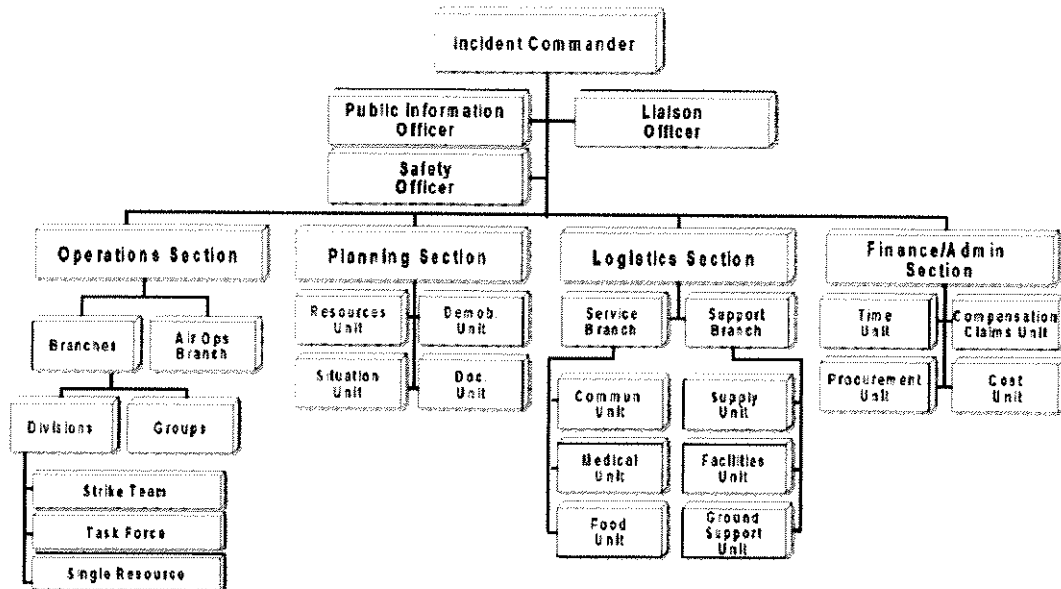 Incident Commander
Public Information
Officer
Liaison
Officer
Safety
Officer
Operations Section
Planning Section
Logistics Section
Finance/Admin
Section
Branches
Air Ops
Branch
Resources
Unit
Demob.
Unit
Service
Branch
Support
Branch
Time
Unit
Compensation
Claims Unit
Situation
Unit
Doc.
Unit
Procurement
Unit
Cost
Unit
Divisions
Groups
Commun
Unit
Supply
Unit
Strike Team
Medical
Unit
Facilities
Unit
Task Force
Food
Unit
Ground
Support
Unit
Single Resource